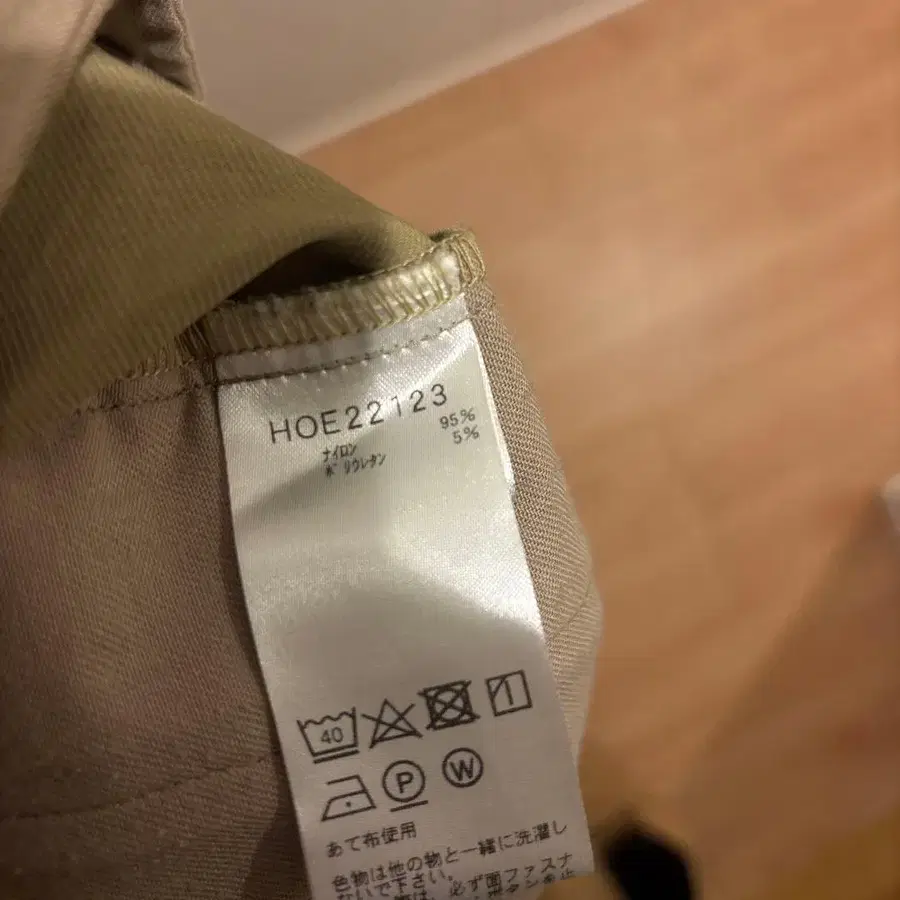 HOE22123
ナイロン 95%
ポリウレタン 5%
40
P W
あて布使用
色物は他の物と一緒に洗濯し
ないで下さい。
は、必ず面ファスナ